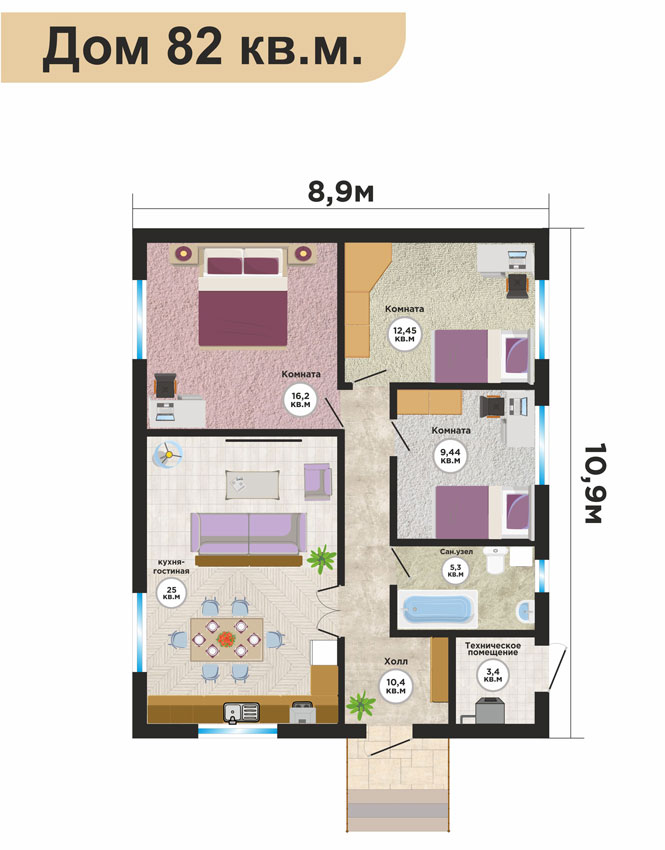 Дом 82 кв.м.
8,9м
Комната
12,45
кв.м
Комната
16,2
кв.м
Комната
9,44
кв.м
10,9м
кухня-
гостиная
25
кв.м
Сан.узел
5,3
кв.м
Холл
10,4
кв.м
Техническое
помещение
3,4
кв.м